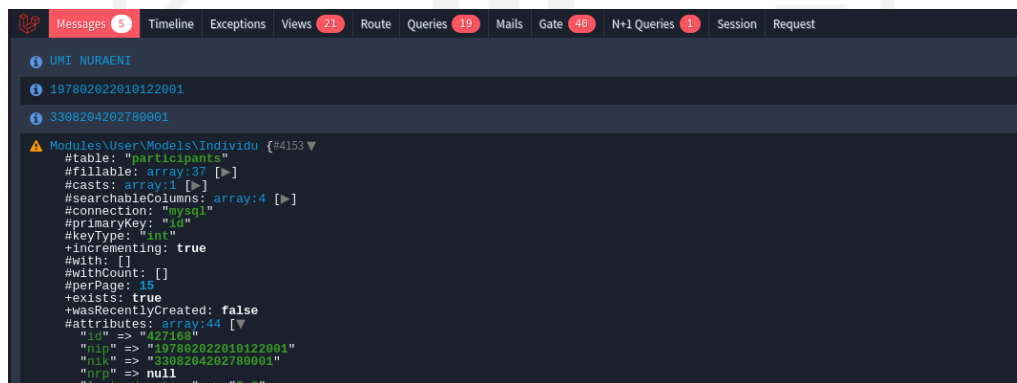 Messages 5 Timeline Exceptions Views 21 Route Queries 19 Mails Gate 40 N+1 Queries 1 Session Request
UMI NURAENI
197802022010122001
3308204202780001
Modules\User\Models\Individu {#4153 ▼
#table: "participants"
#fillable: array:37 [▶]
#casts: array:1 [▶]
#searchableColumns: array:4 [▶]
#connection: "mysql"
#primaryKey: "id"
#keyType: "int"
+incrementing: true
#with: []
#withCount: []
#perPage: 15
+exists: true
+wasRecentlyCreated: false
#attributes: array:44 [▼
"id" => "427168"
"nip" => "197802022010122001"
"nik" => "3308204202780001"
"nrp" => null